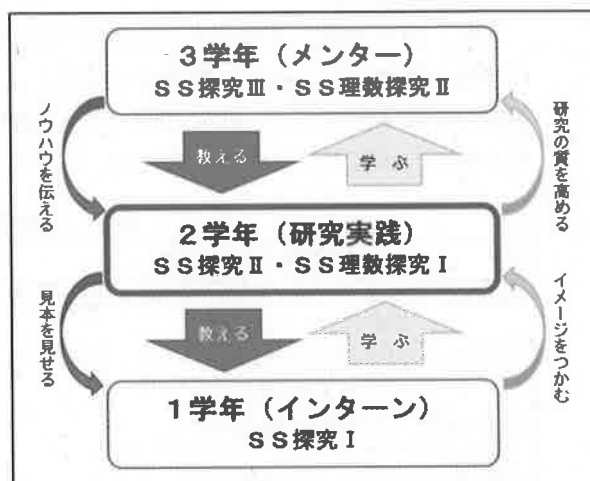 3学年(メンター)
SS探究Ⅲ・SS理数探究Ⅱ
ノウハウを伝える
教える
学ぶ
研究の質を高める
2学年(研究実践)
SS探究Ⅱ・SS理数探究Ⅰ
見本を見せる
教える
学ぶ
イメージをつかむ
1学年(インターン)
SS探究Ⅰ